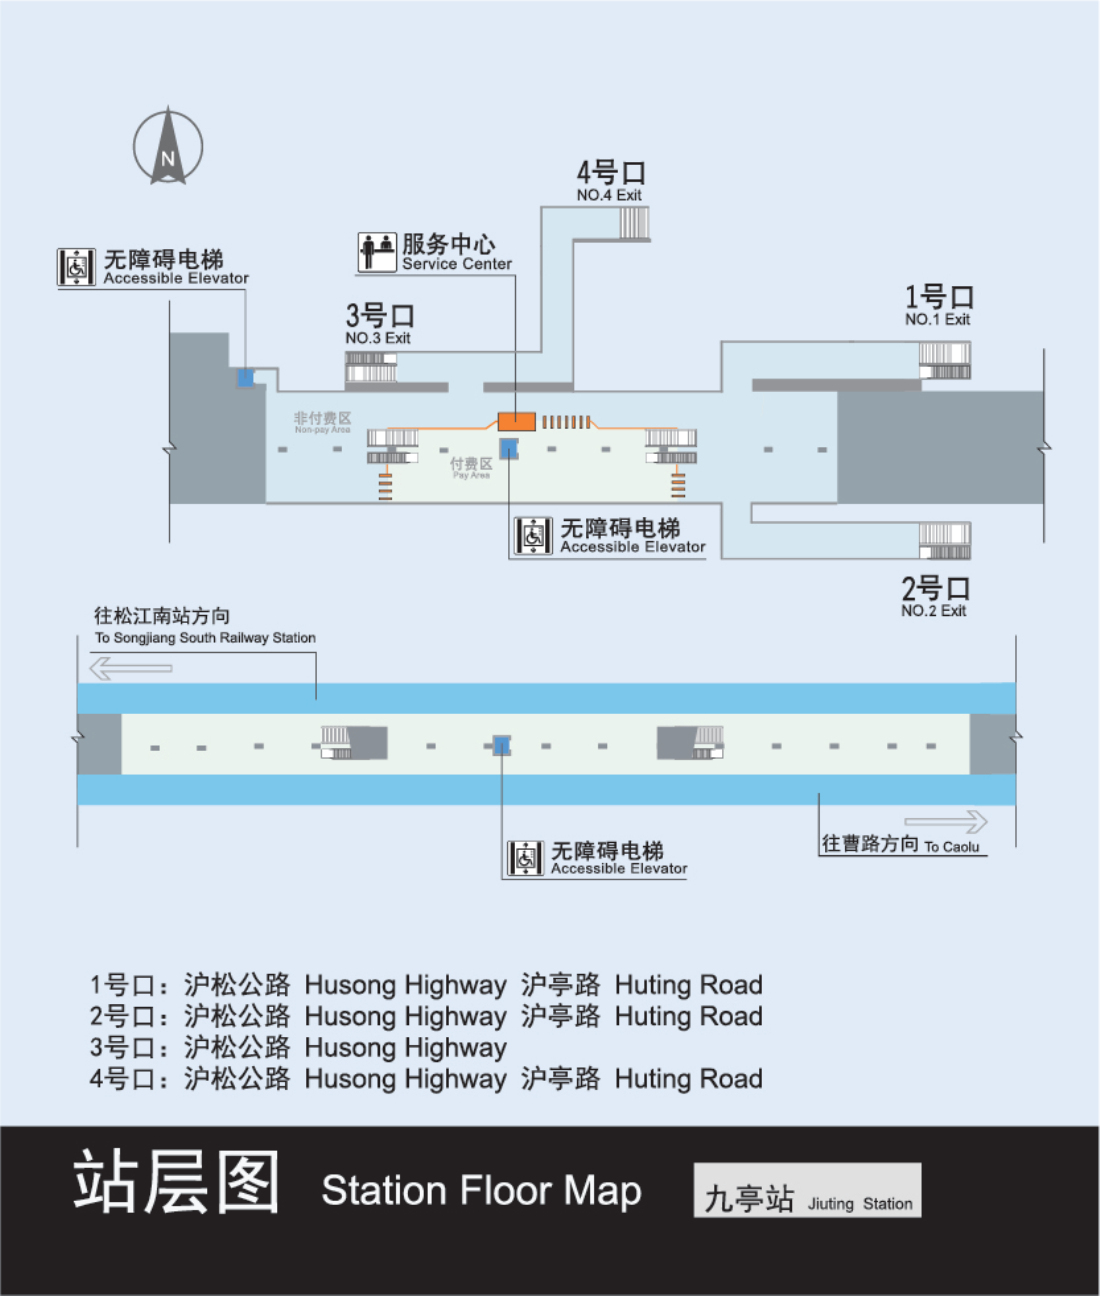 N
4号口
NO.4 Exit
服务中心
Service Center
无障碍电梯
Accessible Elevator
1号口
NO.1 Exit
3号口
NO.3 Exit
非付费区
Non-pay Area
付费区
Pay Area
无障碍电梯
Accessible Elevator
2号口
NO.2 Exit
往松江南站方向
To Songjiang South Railway Station
往曹路方向 To Caolu
无障碍电梯
Accessible Elevator
1号口：沪松公路 Husong Highway 沪亭路 Huting Road
2号口：沪松公路 Husong Highway 沪亭路 Huting Road
3号口：沪松公路 Husong Highway
4号口：沪松公路 Husong Highway 沪亭路 Huting Road
站层图 Station Floor Map 九亭站 Jiuting Station